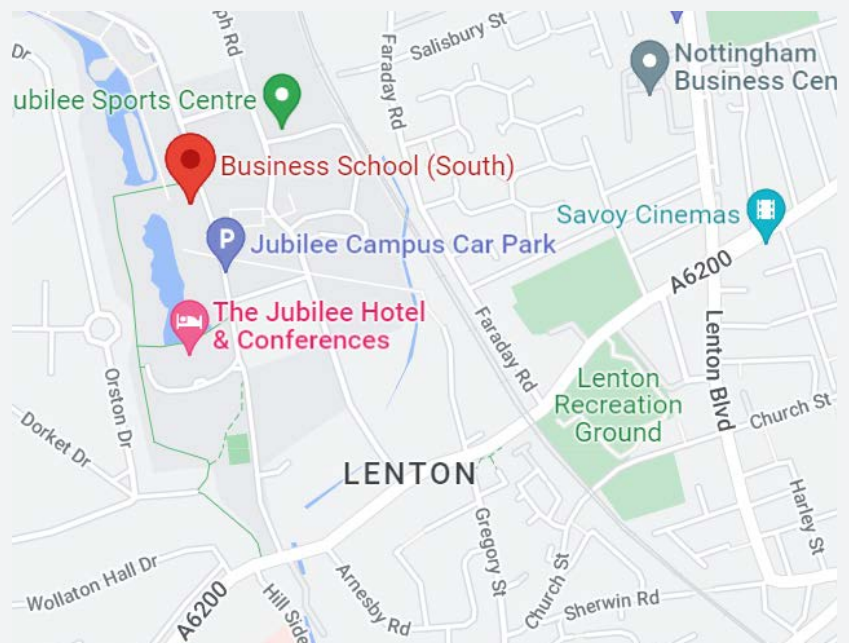 Salisbury St
ph Rd
Dr
Faraday Rd
Nottingham
Business Cen
ubilee Sports Centre
Business School (South)
Savoy Cinemas
P
Jubilee Campus Car Park
A6200
The Jubilee Hotel
& Conferences
Faraday Rd
Lenton Blvd
Lenton
Recreation
Ground
Orston Dr
Church St
Dorket Dr
LENTON
Harley St
Gregory St
Wollaton Hall Dr
Arnesby Rd
Church St
Sherwin Rd
A6200
Hill Side